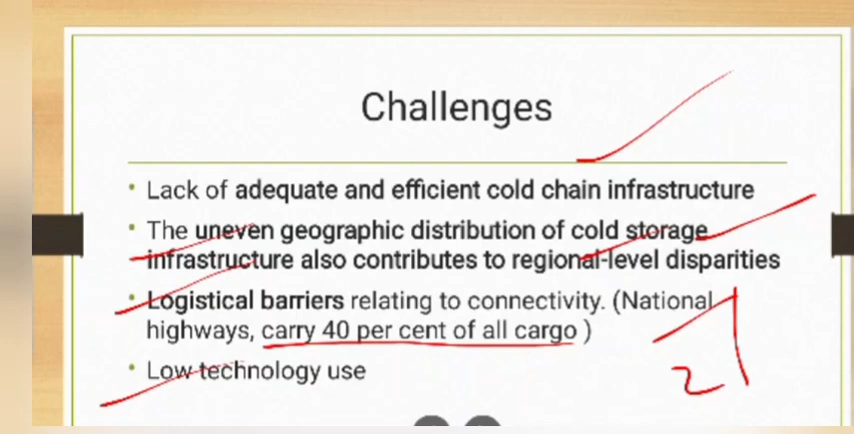 Challenges
• Lack of adequate and efficient cold chain infrastructure
• The uneven geographic distribution of cold storage
infrastructure also contributes to regional-level disparities
• Logistical barriers relating to connectivity. (National
highways, carry 40 per cent of all cargo )
• Low technology use